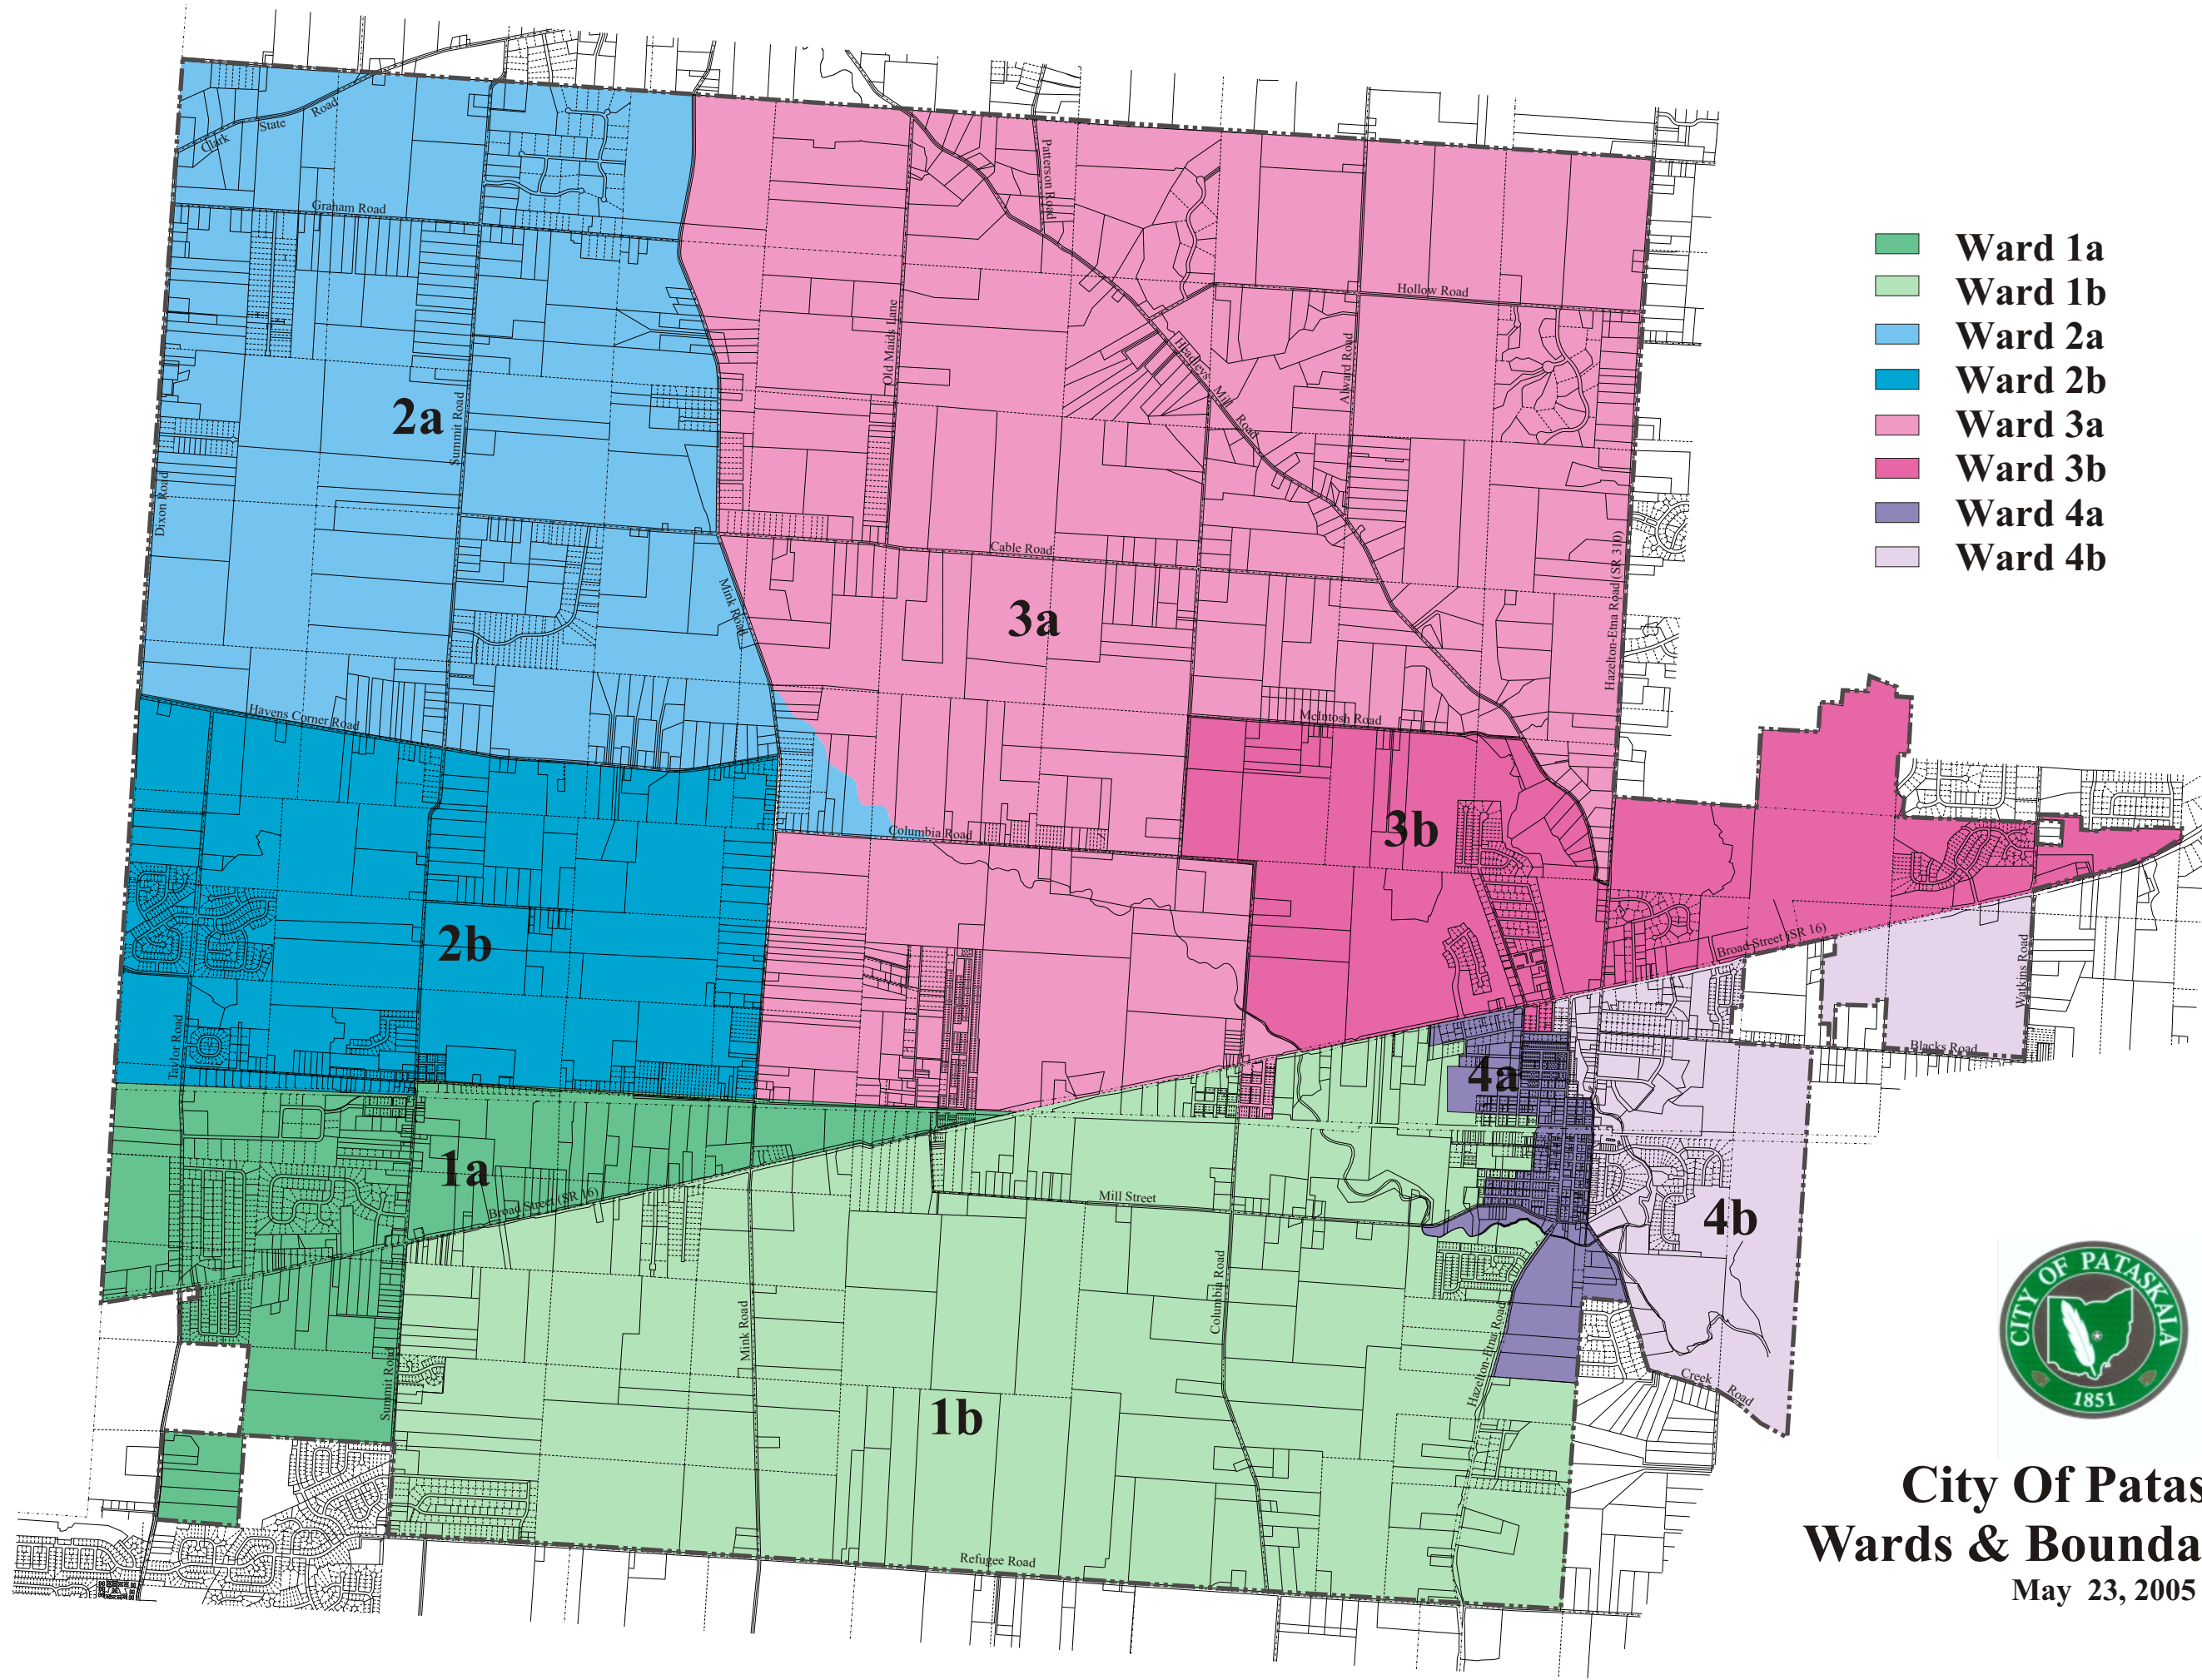 Clark State Road
Graham Road
Patterson Road
Hollow Road
Old Maids Lane
Headleys Mill Road
Alward Road
Summit Road
2a
Dixon Road
Cable Road
Hazelton-Etna Road (SR 310)
Mink Road
3a
Havens Corner Road
McIntosh Road
Columbia Road
3b
2b
Broad Street (SR 16)
Watkins Road
Taylor Road
Blacks Road
4a
1a
Broad Street (SR 16)
Mill Street
4b
Columbia Road
Mink Road
Hazelton-Etna Road
Summit Road
Creek Road
1b
Refugee Road
Ward 1a
Ward 1b
Ward 2a
Ward 2b
Ward 3a
Ward 3b
Ward 4a
Ward 4b
CITY OF PATASKALA
1851
City Of Patas
Wards & Bounda
May 23, 2005